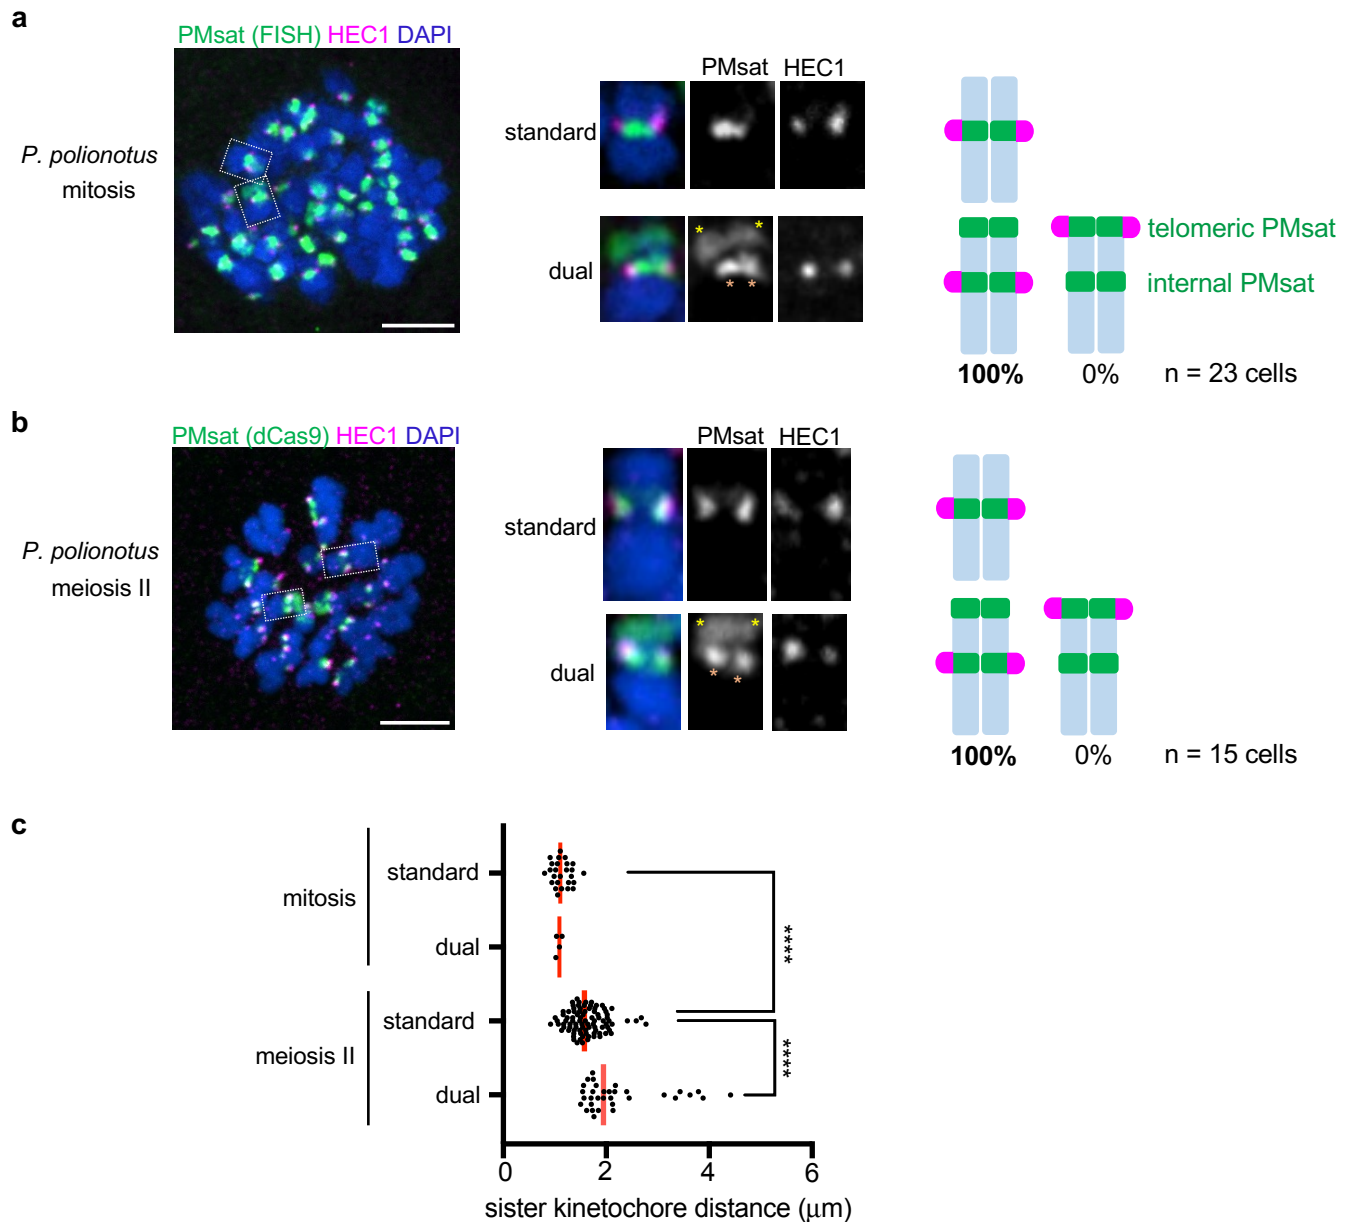 a
PMsat (FISH) HEC1 DAPI
P. polionotus
mitosis
PMsat HEC1
standard
dual
* *
* *
telomeric PMsat
internal PMsat
100% 0% n = 23 cells
b
PMsat (dCas9) HEC1 DAPI
P. polionotus
meiosis II
PMsat HEC1
standard
dual
* *
* *
100% 0% n = 15 cells
c
mitosis
standard
dual
meiosis II
standard
dual
****
****
0 2 4 6
sister kinetochore distance (μm)